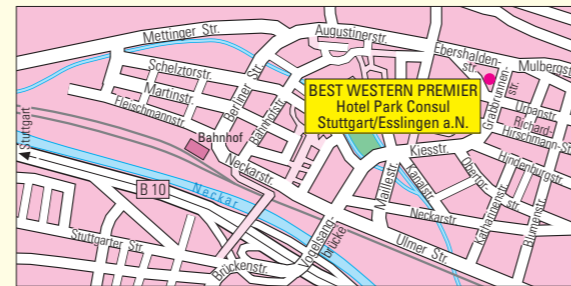 Mettinger Str.
Augustinerstr.
Ebershalden-
str.
Mulbergstr.
Schelztorstr.
Martinstr.
Fleischmannstr.
Berliner Str.
Bahnhofstr.
BEST WESTERN PREMIER
Hotel Park Consul
Stuttgart/Esslingen a.N.
Grabbrunnen-
str.
Urbanstr.
Richard-
Hirschmann-Str.
Stuttgart
Bahnhof
Kiesstr.
Hindenburgstr.
Neckarstr.
B 10
Neckar
Maillestr.
Kanalstr.
Obertor-
str.
Neckarstr.
Katharinenstr.
Blumenstr.
Stuttgarter Str.
Vogelsang-
brücke
Ulmer Str.
Brückenstr.